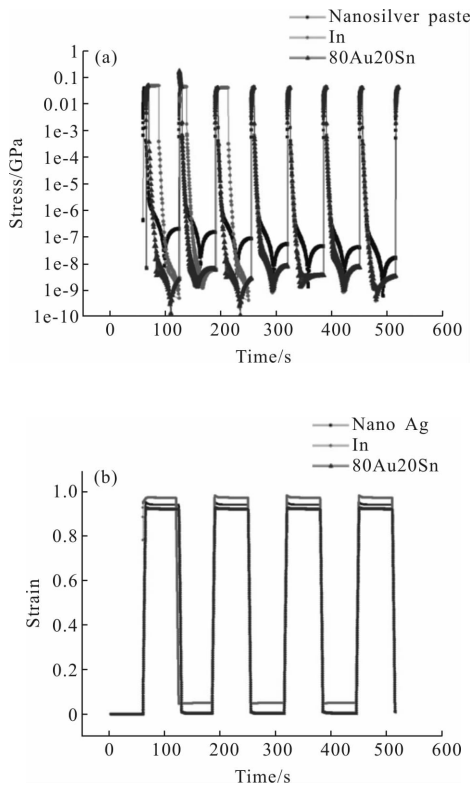 Nanosilver paste
In
80Au20Sn
(a)
1
0.1
0.01
1e-3
1e-4
1e-5
1e-6
1e-7
1e-8
1e-9
1e-10
Stress/GPa
0 100 200 300 400 500 600
Time/s
Nano Ag
In
80Au20Sn
(b)
1.0
0.8
0.6
0.4
0.2
0
Strain
0 100 200 300 400 500 600
Time/s